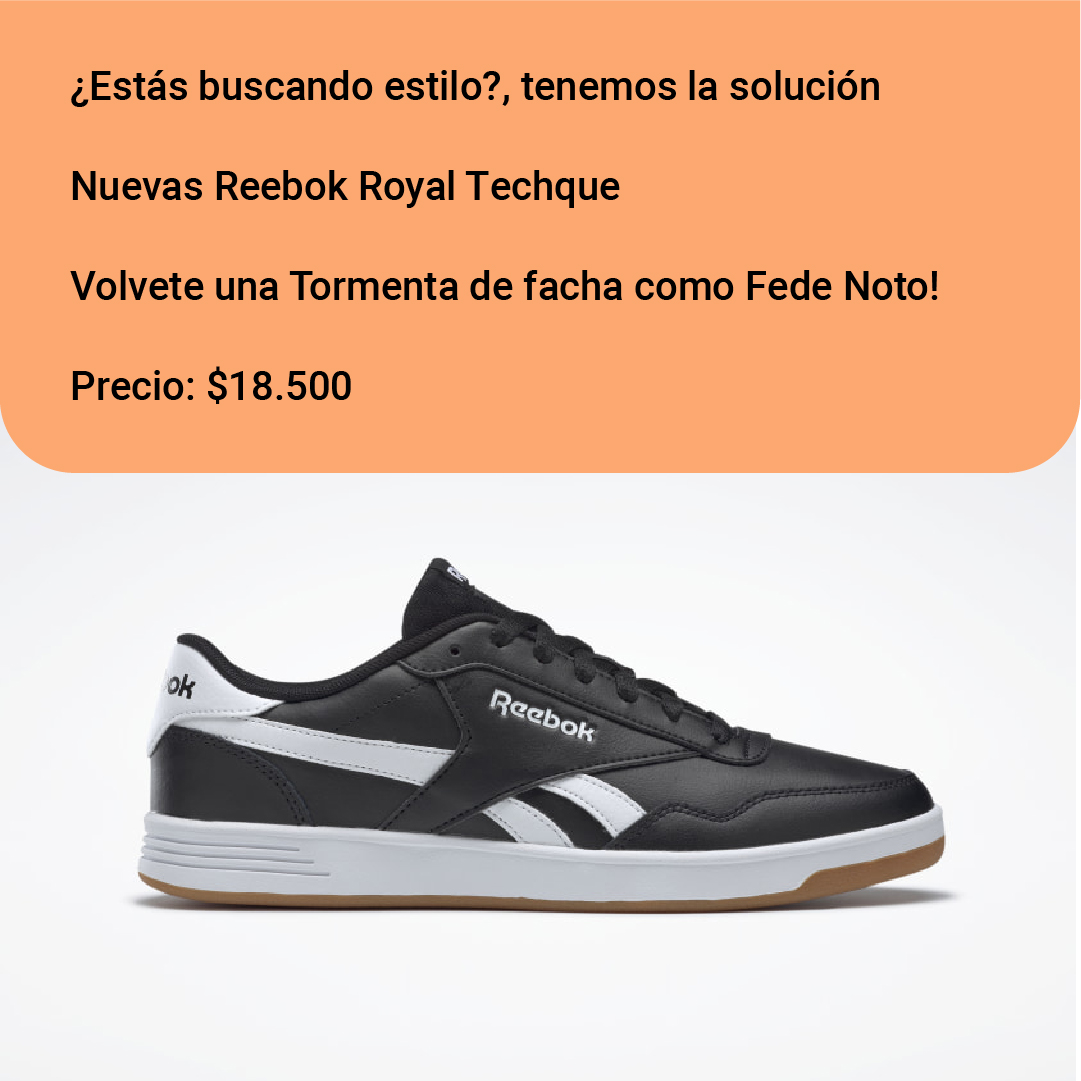 ¿Estás buscando estilo?, tenemos la solución
Nuevas Reebok Royal Techque
Volvete una Tormenta de facha como Fede Noto!
Precio: $18.500
ok
Reebok